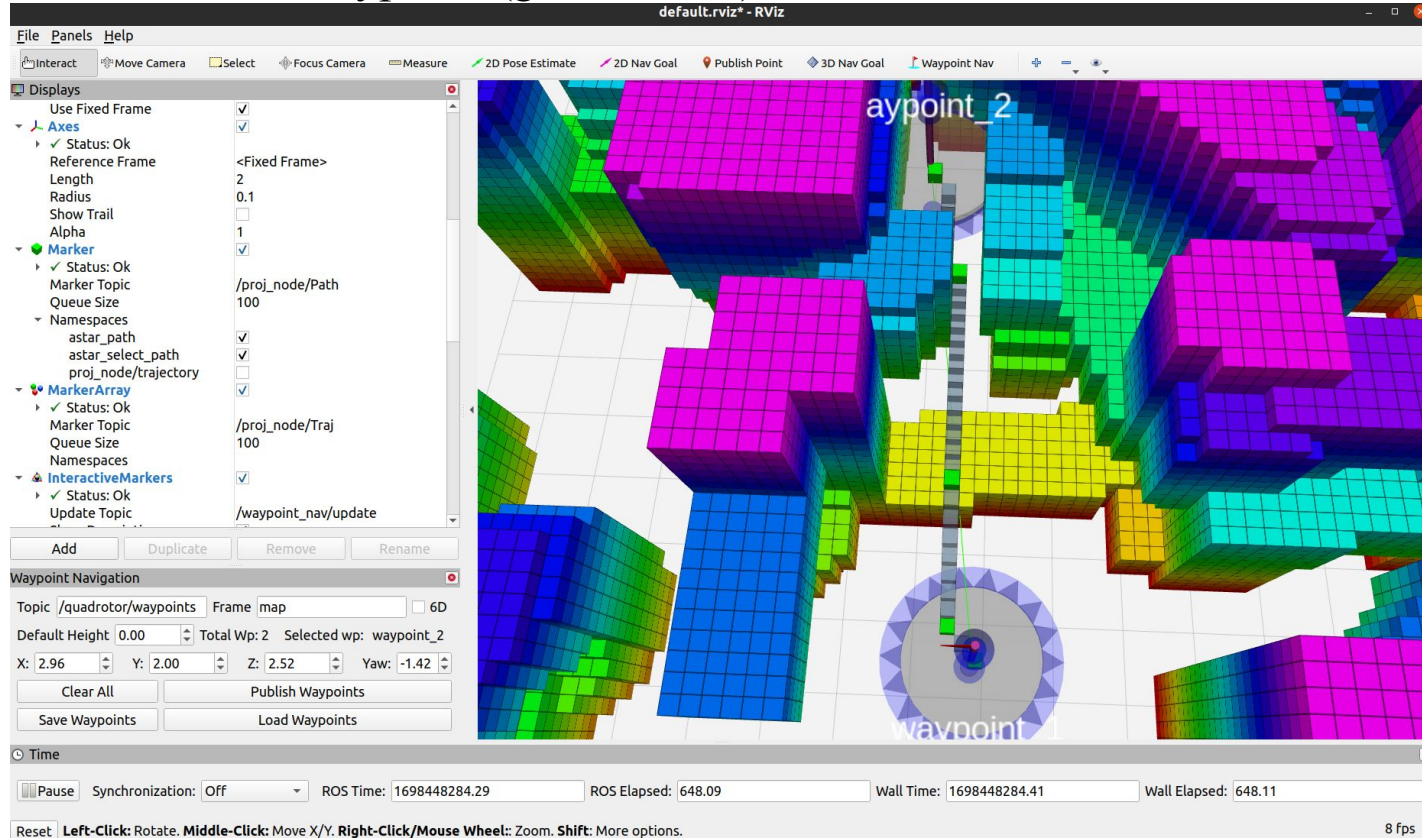 default.rviz* - RViz
File Panels Help
Interact Move Camera Select Focus Camera Measure 2D Pose Estimate 2D Nav Goal Publish Point 3D Nav Goal Waypoint Nav
Displays
Use Fixed Frame
Axes
Status: Ok
Reference Frame <Fixed Frame>
Length 2
Radius 0.1
Show Trail
Alpha 1
Marker
Status: Ok
Marker Topic /proj_node/Path
Queue Size 100
Namespaces
astar_path
astar_select_path
proj_node/trajectory
MarkerArray
Status: Ok
Marker Topic /proj_node/Traj
Queue Size 100
Namespaces
InteractiveMarkers
Status: Ok
Update Topic /waypoint_nav/update
Add Duplicate Remove Rename
Waypoint Navigation
Topic /quadrotor/waypoints Frame map 6D
Default Height 0.00 Total Wp: 2 Selected wp: waypoint_2
X: 2.96 Y: 2.00 Z: 2.52 Yaw: -1.42
Clear All Publish Waypoints
Save Waypoints Load Waypoints
aypoint_2
waypoint_1
Time
Pause Synchronization: Off ROS Time: 1698448284.29 ROS Elapsed: 648.09 Wall Time: 1698448284.41 Wall Elapsed: 648.11
Reset Left-Click: Rotate. Middle-Click: Move X/Y. Right-Click/Mouse Wheel:: Zoom. Shift: More options. 8 fps